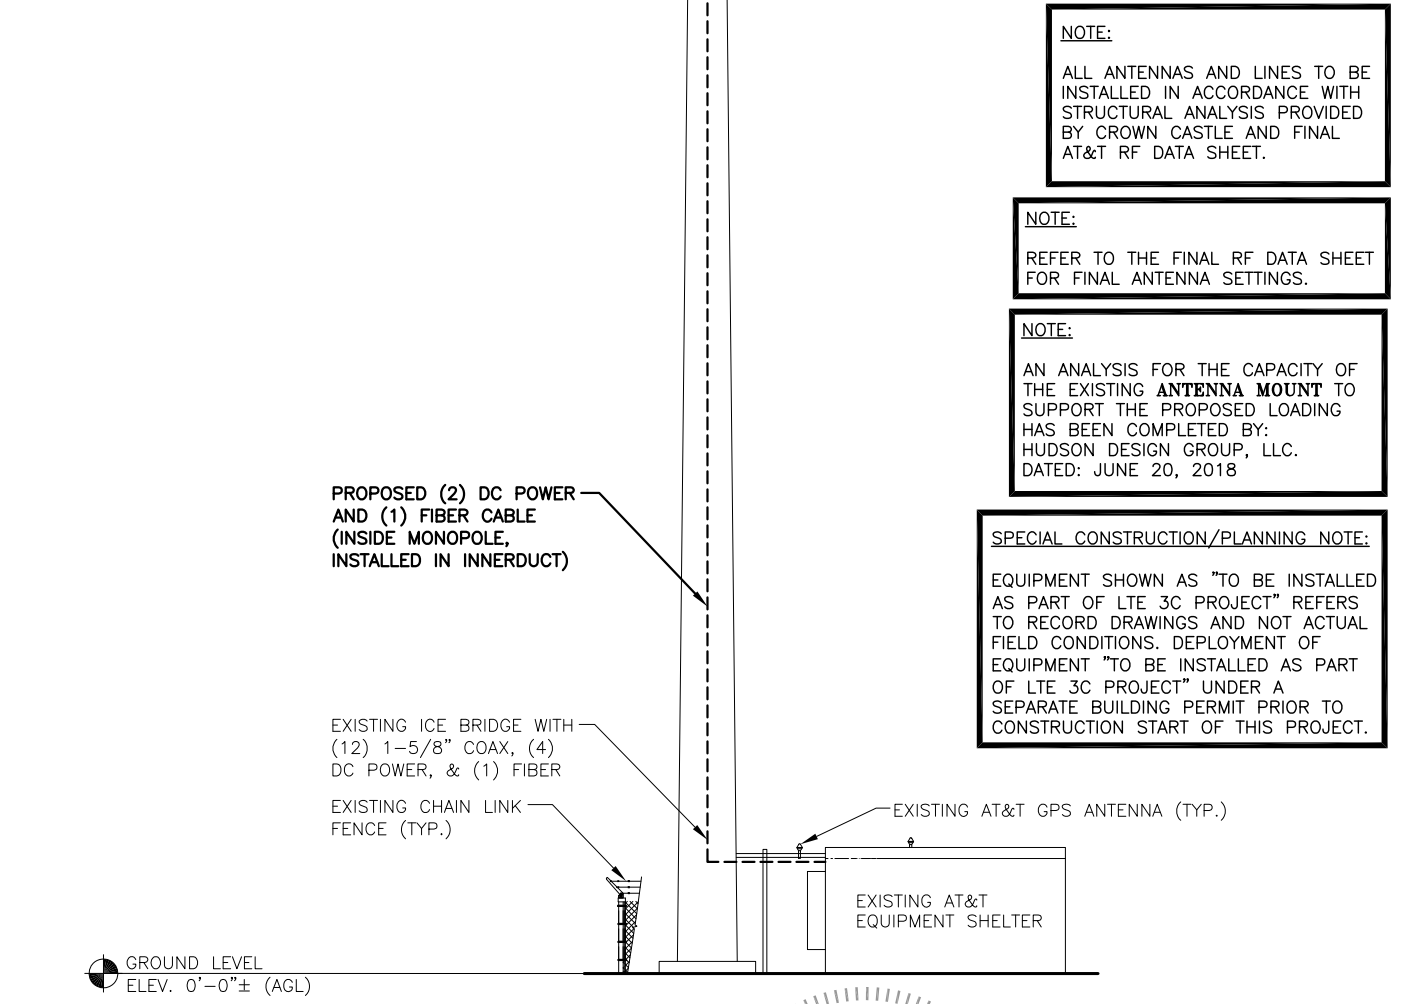 NOTE:
ALL ANTENNAS AND LINES TO BE
INSTALLED IN ACCORDANCE WITH
STRUCTURAL ANALYSIS PROVIDED
BY CROWN CASTLE AND FINAL
AT&T RF DATA SHEET.
NOTE:
REFER TO THE FINAL RF DATA SHEET
FOR FINAL ANTENNA SETTINGS.
NOTE:
AN ANALYSIS FOR THE CAPACITY OF
THE EXISTING ANTENNA MOUNT TO
SUPPORT THE PROPOSED LOADING
HAS BEEN COMPLETED BY:
HUDSON DESIGN GROUP, LLC.
DATED: JUNE 20, 2018
SPECIAL CONSTRUCTION/PLANNING NOTE:
EQUIPMENT SHOWN AS "TO BE INSTALLED
AS PART OF LTE 3C PROJECT" REFERS
TO RECORD DRAWINGS AND NOT ACTUAL
FIELD CONDITIONS. DEPLOYMENT OF
EQUIPMENT "TO BE INSTALLED AS PART
OF LTE 3C PROJECT" UNDER A
SEPARATE BUILDING PERMIT PRIOR TO
CONSTRUCTION START OF THIS PROJECT.
PROPOSED (2) DC POWER
AND (1) FIBER CABLE
(INSIDE MONOPOLE,
INSTALLED IN INNERDUCT)
EXISTING ICE BRIDGE WITH
(12) 1-5/8" COAX, (4)
DC POWER, & (1) FIBER
EXISTING CHAIN LINK
FENCE (TYP.)
EXISTING AT&T GPS ANTENNA (TYP.)
EXISTING AT&T
EQUIPMENT SHELTER
GROUND LEVEL
ELEV. 0'-0"± (AGL)